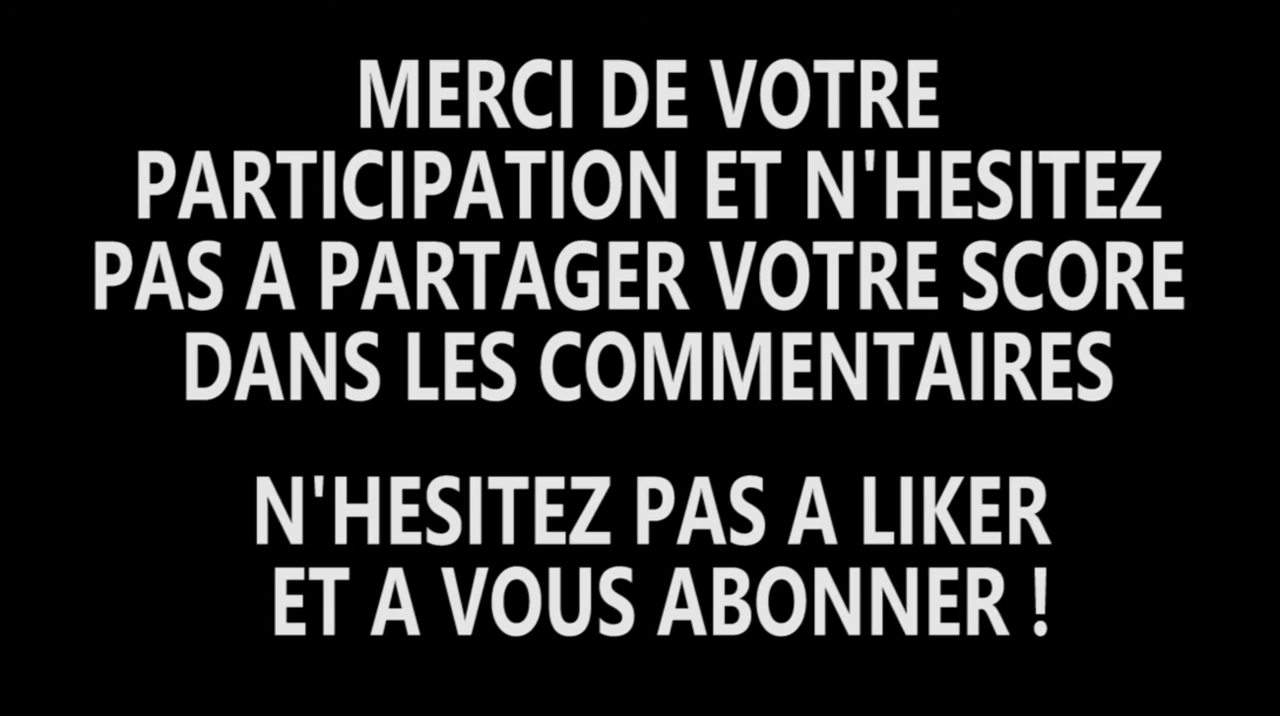 MERCI DE VOTRE
PARTICIPATION ET N'HESITEZ
PAS A PARTAGER VOTRE SCORE
DANS LES COMMENTAIRES
N'HESITEZ PAS A LIKER
ET A VOUS ABONNER !